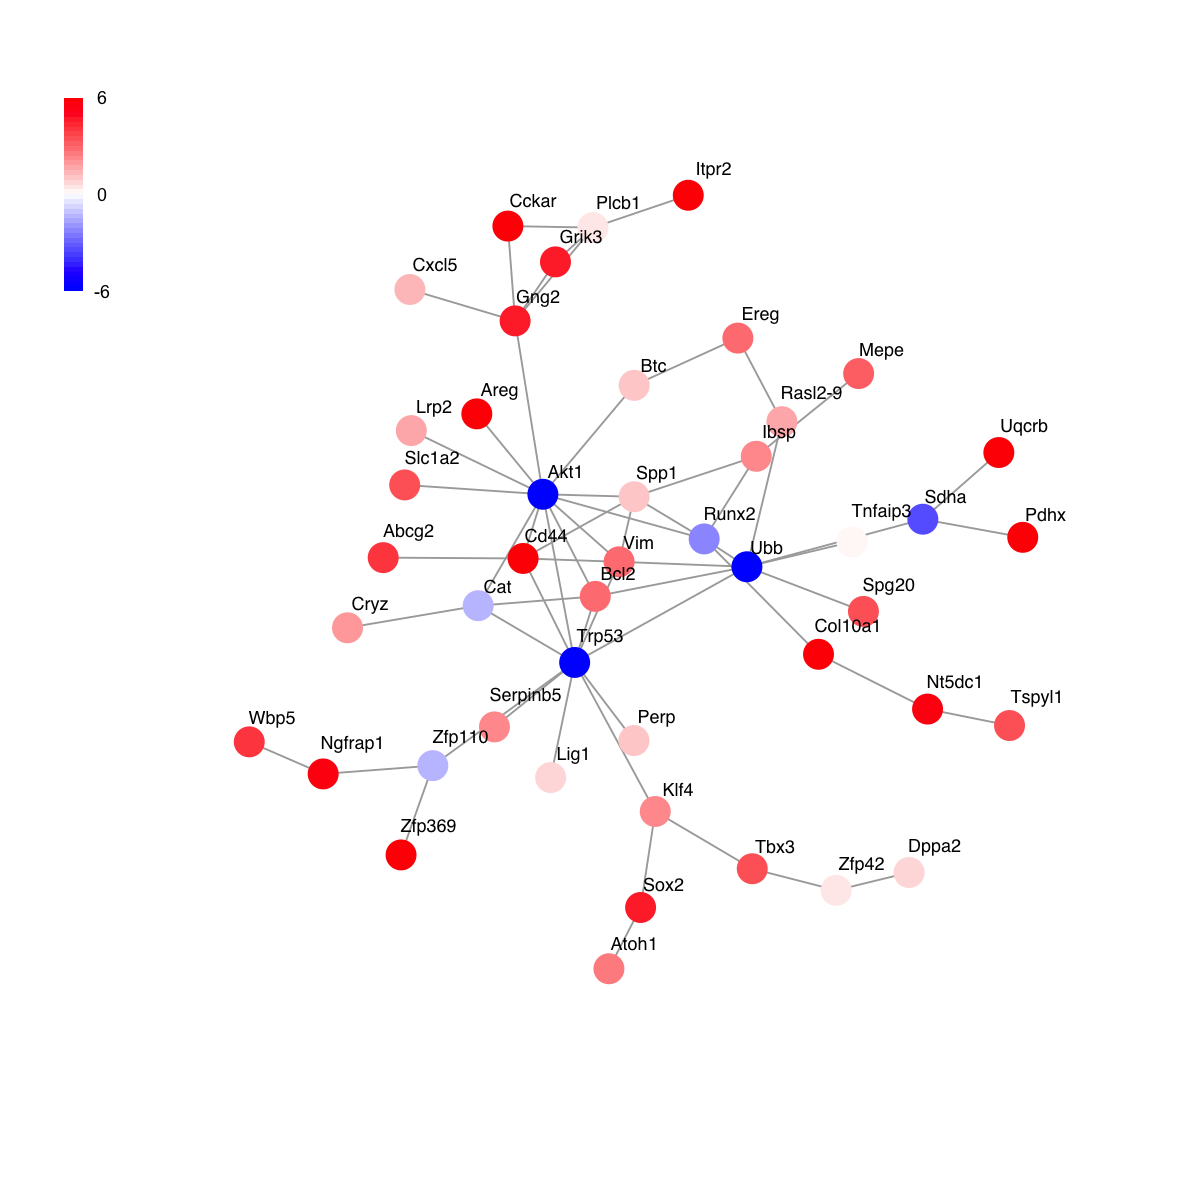 6
0
-6
Itpr2
Cckar
Plcb1
Grik3
Cxcl5
Gng2
Ereg
Mepe
Btc
Rasl2-9
Areg
Lrp2
Ibsp
Uqcrb
Slc1a2
Akt1
Spp1
Sdha
Tnfaip3
Runx2
Pdhx
Abcg2
Cd44
Vim
Ubb
Bcl2
Cat
Spg20
Cryz
Col10a1
Trp53
Nt5dc1
Serpinb5
Tspyl1
Wbp5
Perp
Zfp110
Ngfrap1
Lig1
Klf4
Zfp369
Tbx3
Dppa2
Zfp42
Sox2
Atoh1